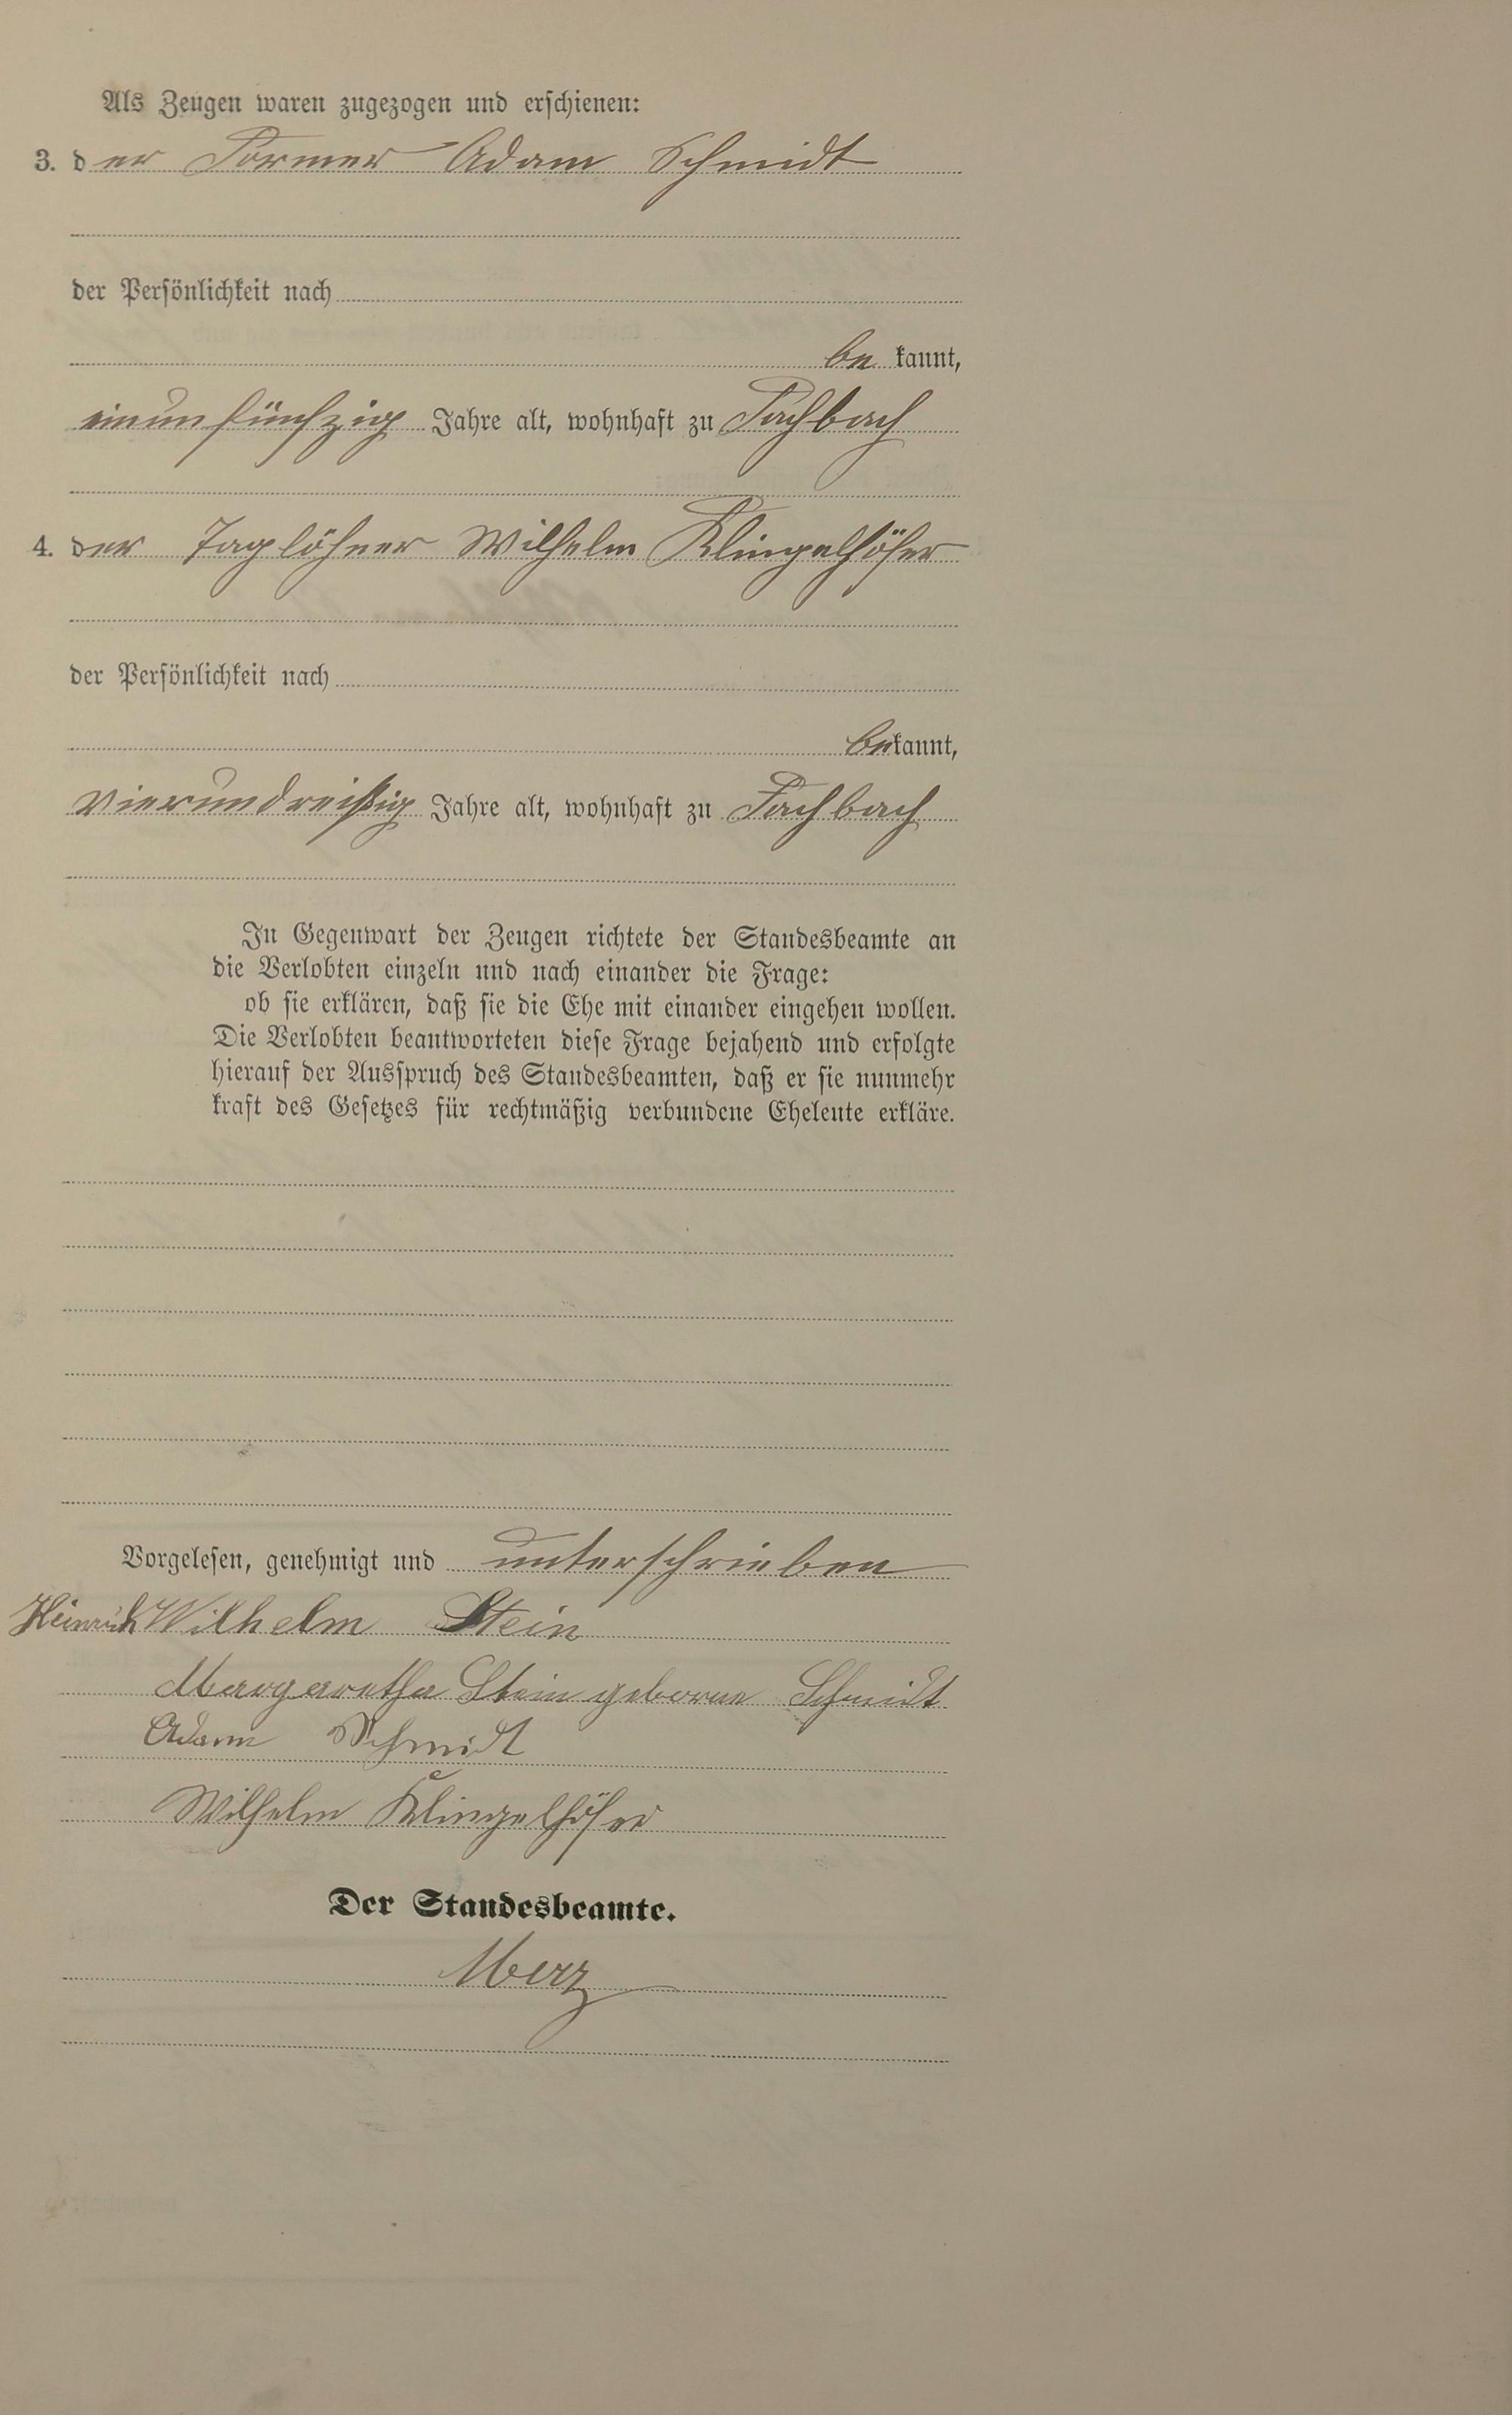 Als Zeugen waren zugezogen und erschienen:
3. der Former Adam Schmidt
der Persönlichkeit nach
bekannt,
einunfünfzig Jahre alt, wohnhaft zu Fachbach
4. der Taglöhner Wilhelm Klingelhöfer
der Persönlichkeit nach
bekannt,
vierundreißig Jahre alt, wohnhaft zu Fachbach
In Gegenwart der Zeugen richtete der Standesbeamte an
die Verlobten einzeln und nach einander die Frage:
ob sie erklären, daß sie die Ehe mit einander eingehen wollen.
Die Verlobten beantworteten diese Frage bejahend und erfolgte
hierauf der Ausspruch des Standesbeamten, daß er sie nunmehr
kraft des Gesetzes für rechtmäßig verbundene Eheleute erkläre.
Vorgelesen, genehmigt und unterschrieben
Heinrich Wilhelm Stein
Margaretha Stein geborne Schmidt
Adam Schmidt
Wilhelm Klingelhöfer
Der Standesbeamte.
Merz